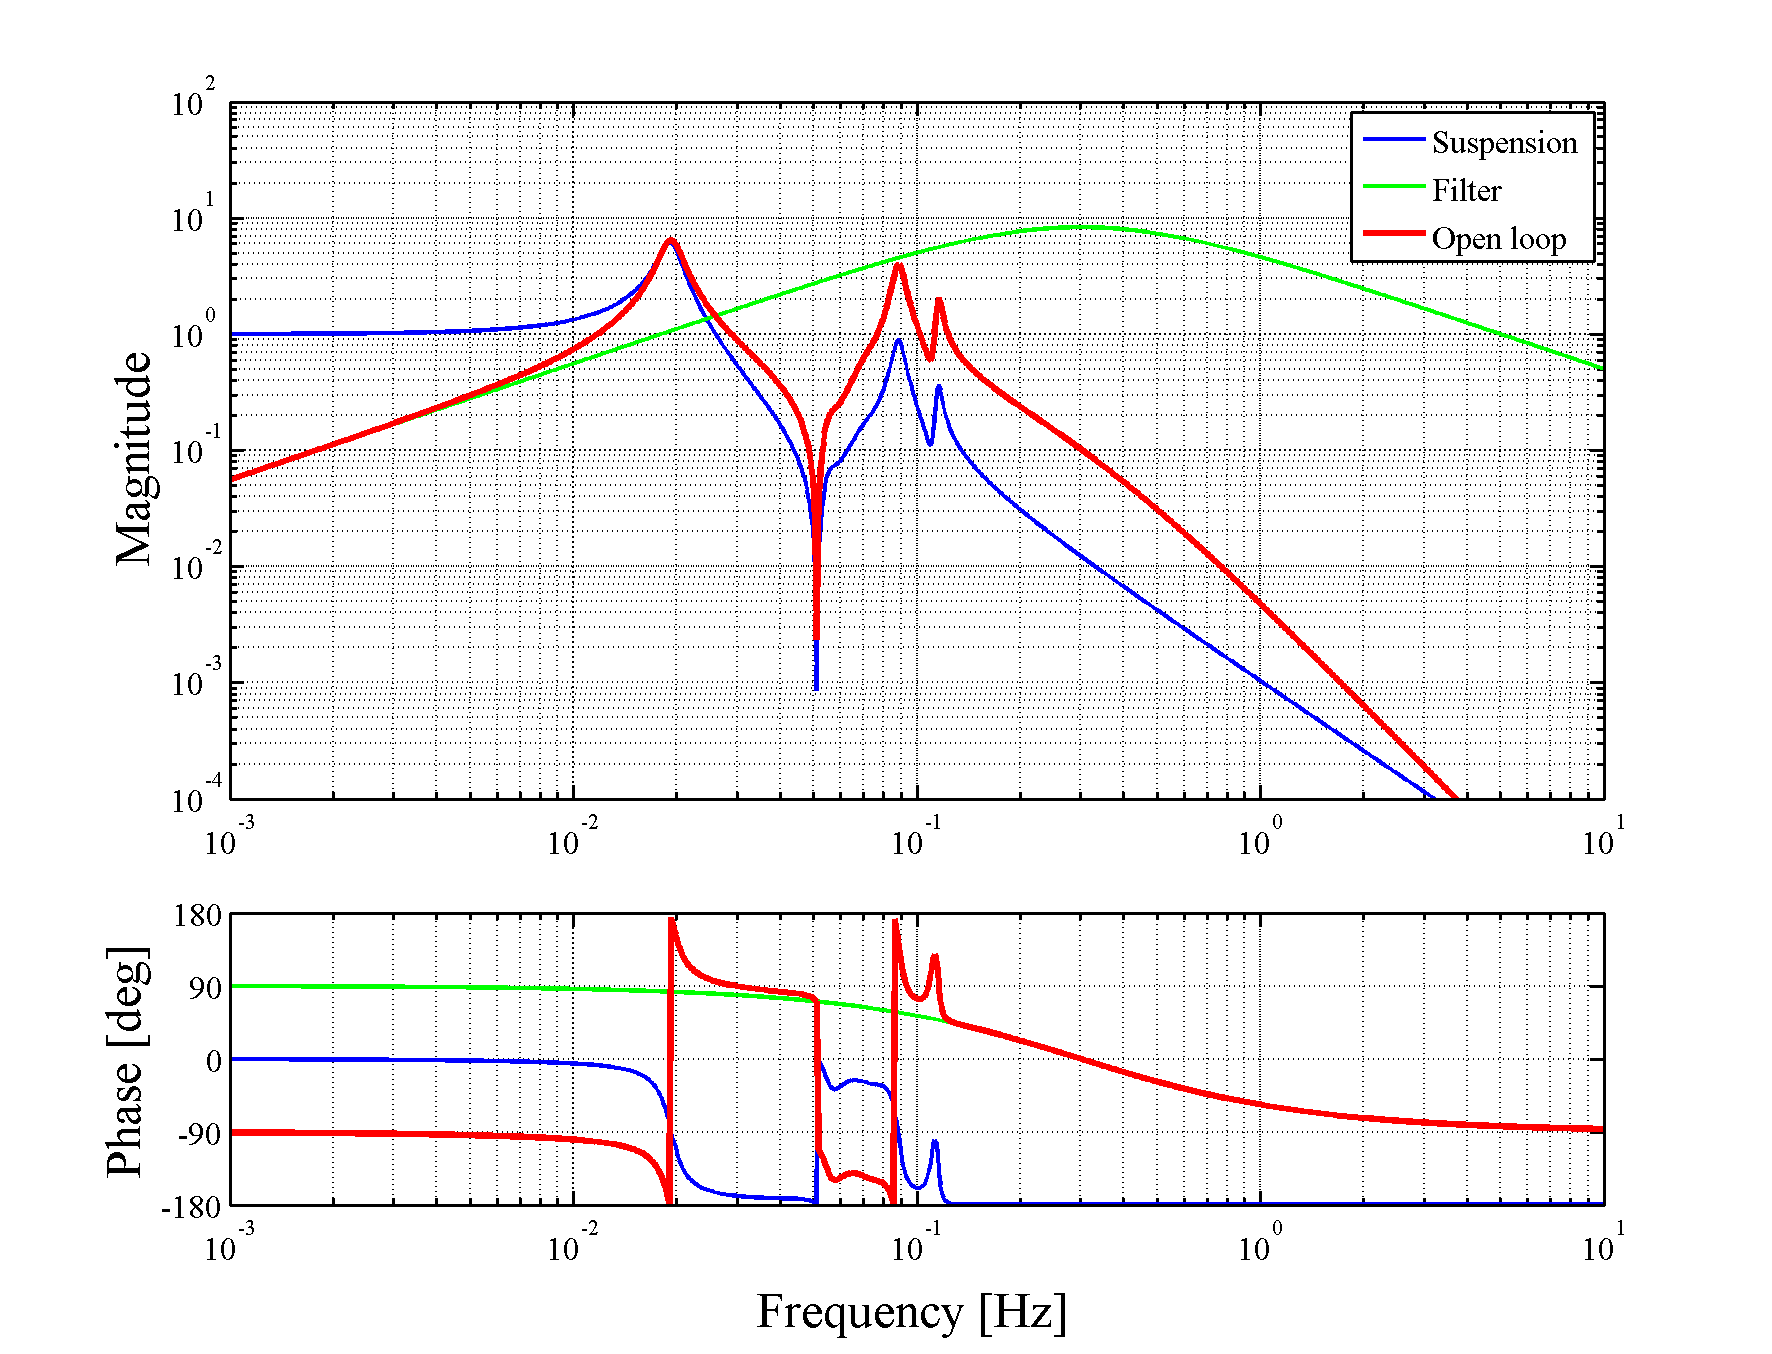 10^2
10^1
10^0
10^-1
10^-2
10^-3
10^-4
Magnitude
Suspension
Filter
Open loop
10^-3 10^-2 10^-1 10^0 10^1
180
90
0
-90
-180
Phase [deg]
10^-3 10^-2 10^-1 10^0 10^1
Frequency [Hz]